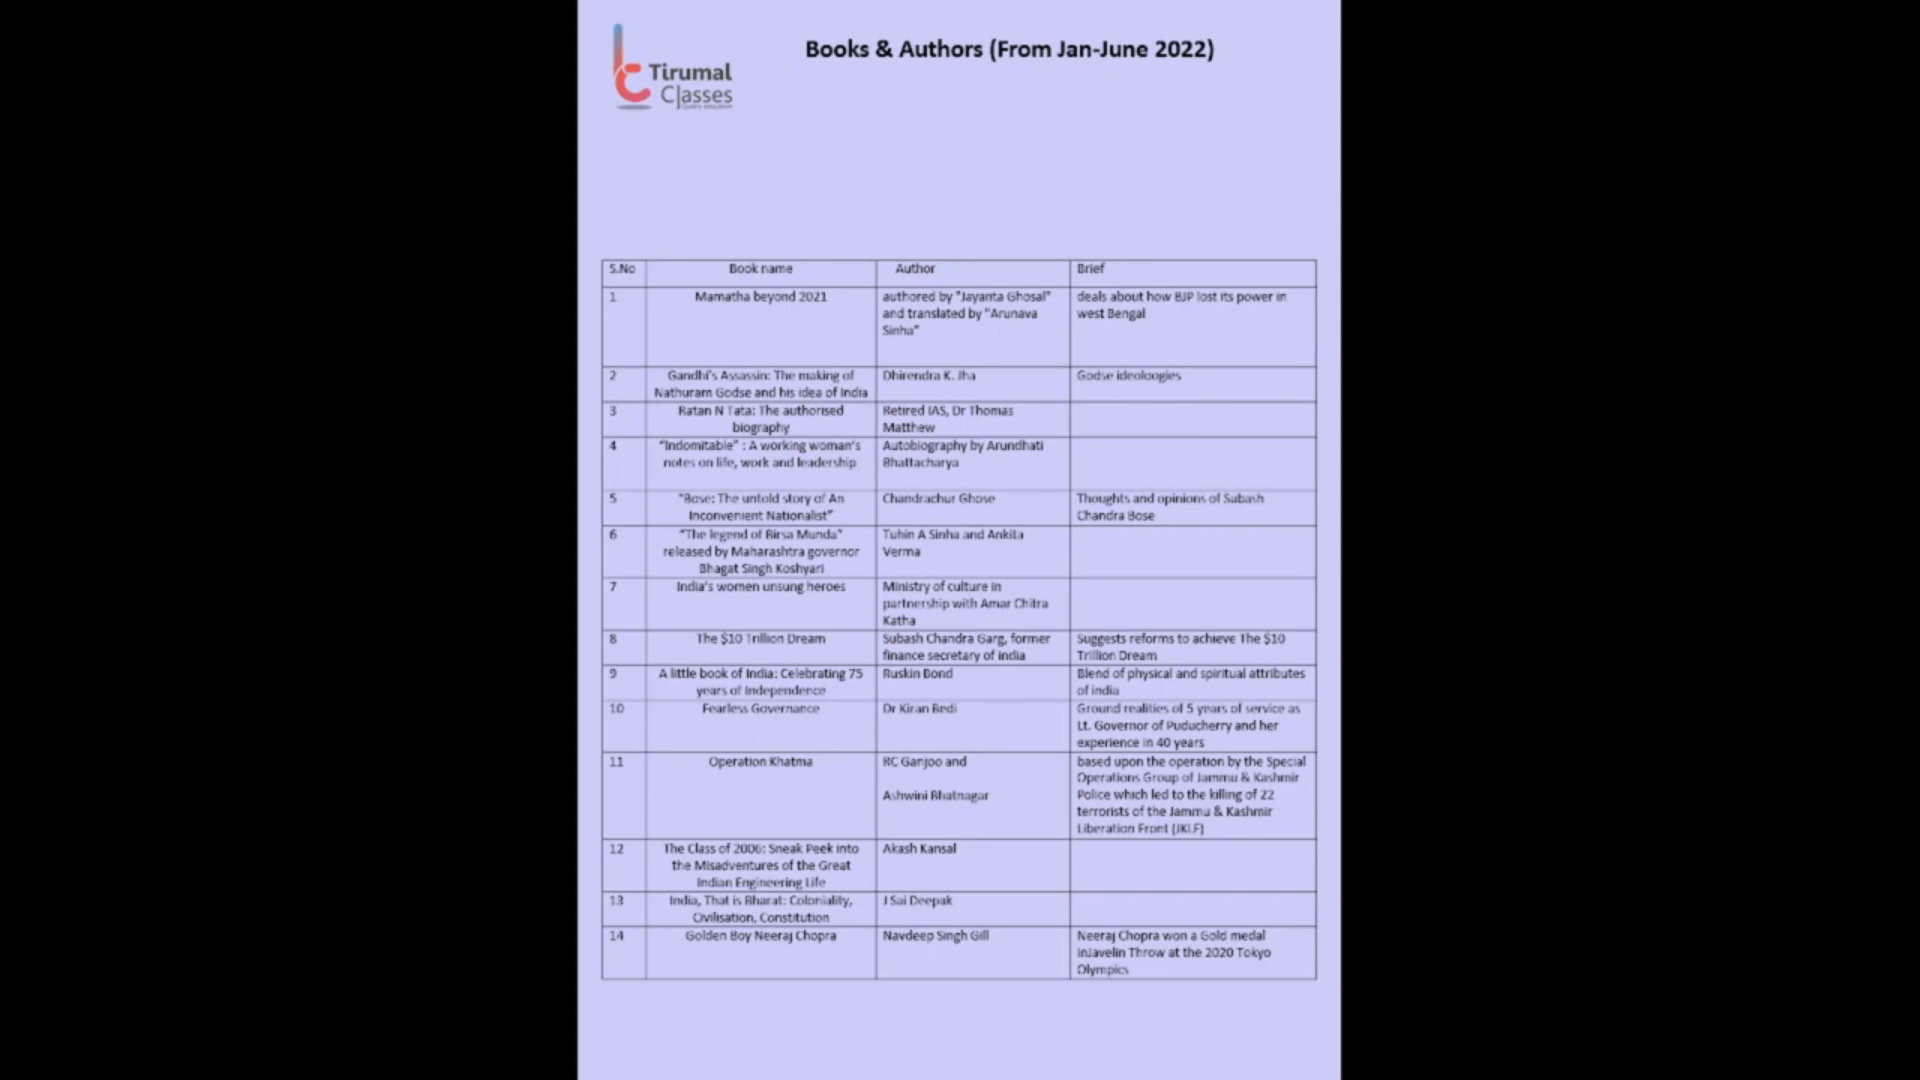 Tirumal
Classes
Books & Authors (From Jan-June 2022)
S.No Book name Author Brief
1 Mamatha beyond 2021 authored by "Jayanta Ghosal" deals about how BJP lost its power in
and translated by "Arunava west Bengal
Sinha"
2 Gandhi's Assassin: The making of Dhirendra K. Jha Godse ideoloogies
Nathuram Godse and his idea of India
3 Ratan N Tata: The authorised Retired IAS, Dr Thomas
biography Matthew
4 "Indomitable" : A working woman's Autobiography by Arundhati
notes on life, work and leadership Bhattacharya
5 "Bose: The untold story of An Chandrachur Ghose Thoughts and opinions of Subash
Inconvenient Nationalist" Chandra Bose
6 "The legend of Birsa Munda" Tuhin A Sinha and Ankita
released by Maharashtra governor Verma
Bhagat Singh Koshyari
7 India's women unsung heroes Ministry of culture in
partnership with Amar Chitra
Katha
8 The $10 Trillion Dream Subash Chandra Garg, former Suggests reforms to achieve The $10
finance secretary of india Trillion Dream
9 A little book of India: Celebrating 75 Ruskin Bond Blend of physical and spiritual attributes
years of Independence of india
10 Fearless Governance Dr Kiran Bedi Ground realities of 5 years of service as
Lt. Governor of Puducherry and her
experience in 40 years
11 Operation Khatma RC Ganjoo and based upon the operation by the Special
Operations Group of Jammu & Kashmir
Ashwini Bhatnagar Police which led to the killing of 22
terrorists of the Jammu & Kashmir
Liberation Front (JKLF)
12 The Class of 2006: Sneak Peek into Akash Kansal
the Misadventures of the Great
Indian Engineering Life
13 India, That is Bharat: Coloniality, J Sai Deepak
Civilisation, Constitution
14 Golden Boy Neeraj Chopra Navdeep Singh Gill Neeraj Chopra won a Gold medal
inJavelin Throw at the 2020 Tokyo
Olympics